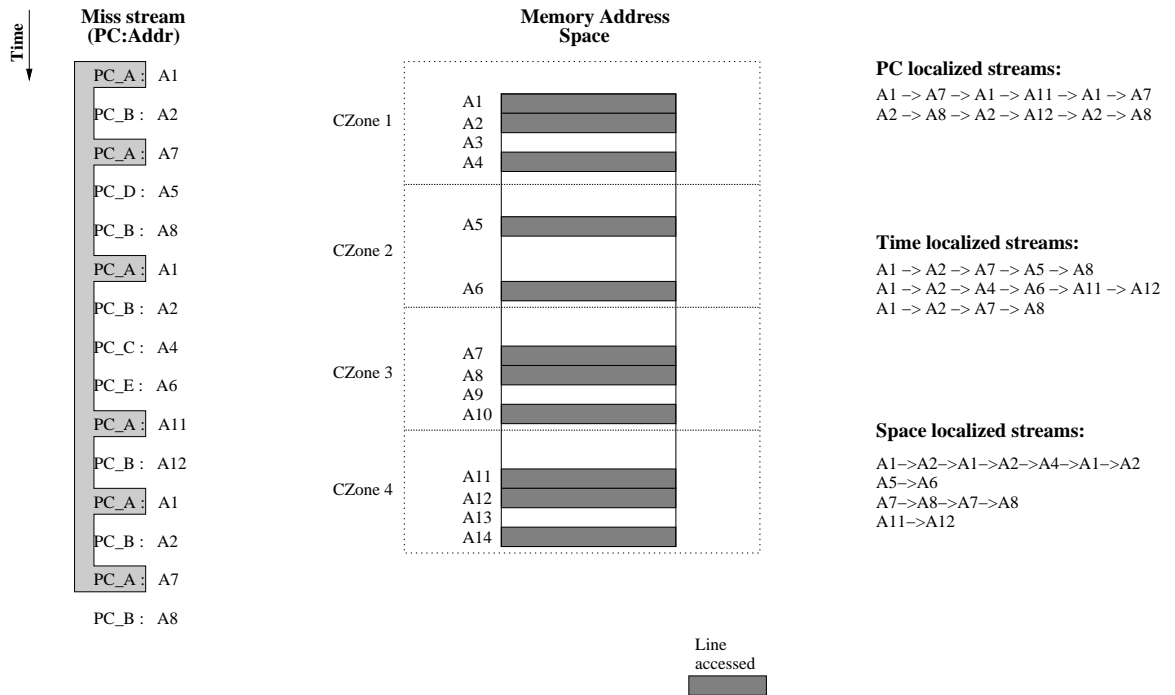 Time
Miss stream
(PC:Addr)
PC_A : A1
PC_B : A2
PC_A : A7
PC_D : A5
PC_B : A8
PC_A : A1
PC_B : A2
PC_C : A4
PC_E : A6
PC_A : A11
PC_B : A12
PC_A : A1
PC_B : A2
PC_A : A7
PC_B : A8
Memory Address
Space
CZone 1
A1
A2
A3
A4
CZone 2
A5
A6
CZone 3
A7
A8
A9
A10
CZone 4
A11
A12
A13
A14
Line
accessed
PC localized streams:
A1 –> A7 –> A1 –> A11 –> A1 –> A7
A2 –> A8 –> A2 –> A12 –> A2 –> A8
Time localized streams:
A1 –> A2 –> A7 –> A5 –> A8
A1 –> A2 –> A4 –> A6 –> A11 –> A12
A1 –> A2 –> A7 –> A8
Space localized streams:
A1–>A2–>A1–>A2–>A4–>A1–>A2
A5–>A6
A7–>A8–>A7–>A8
A11–>A12